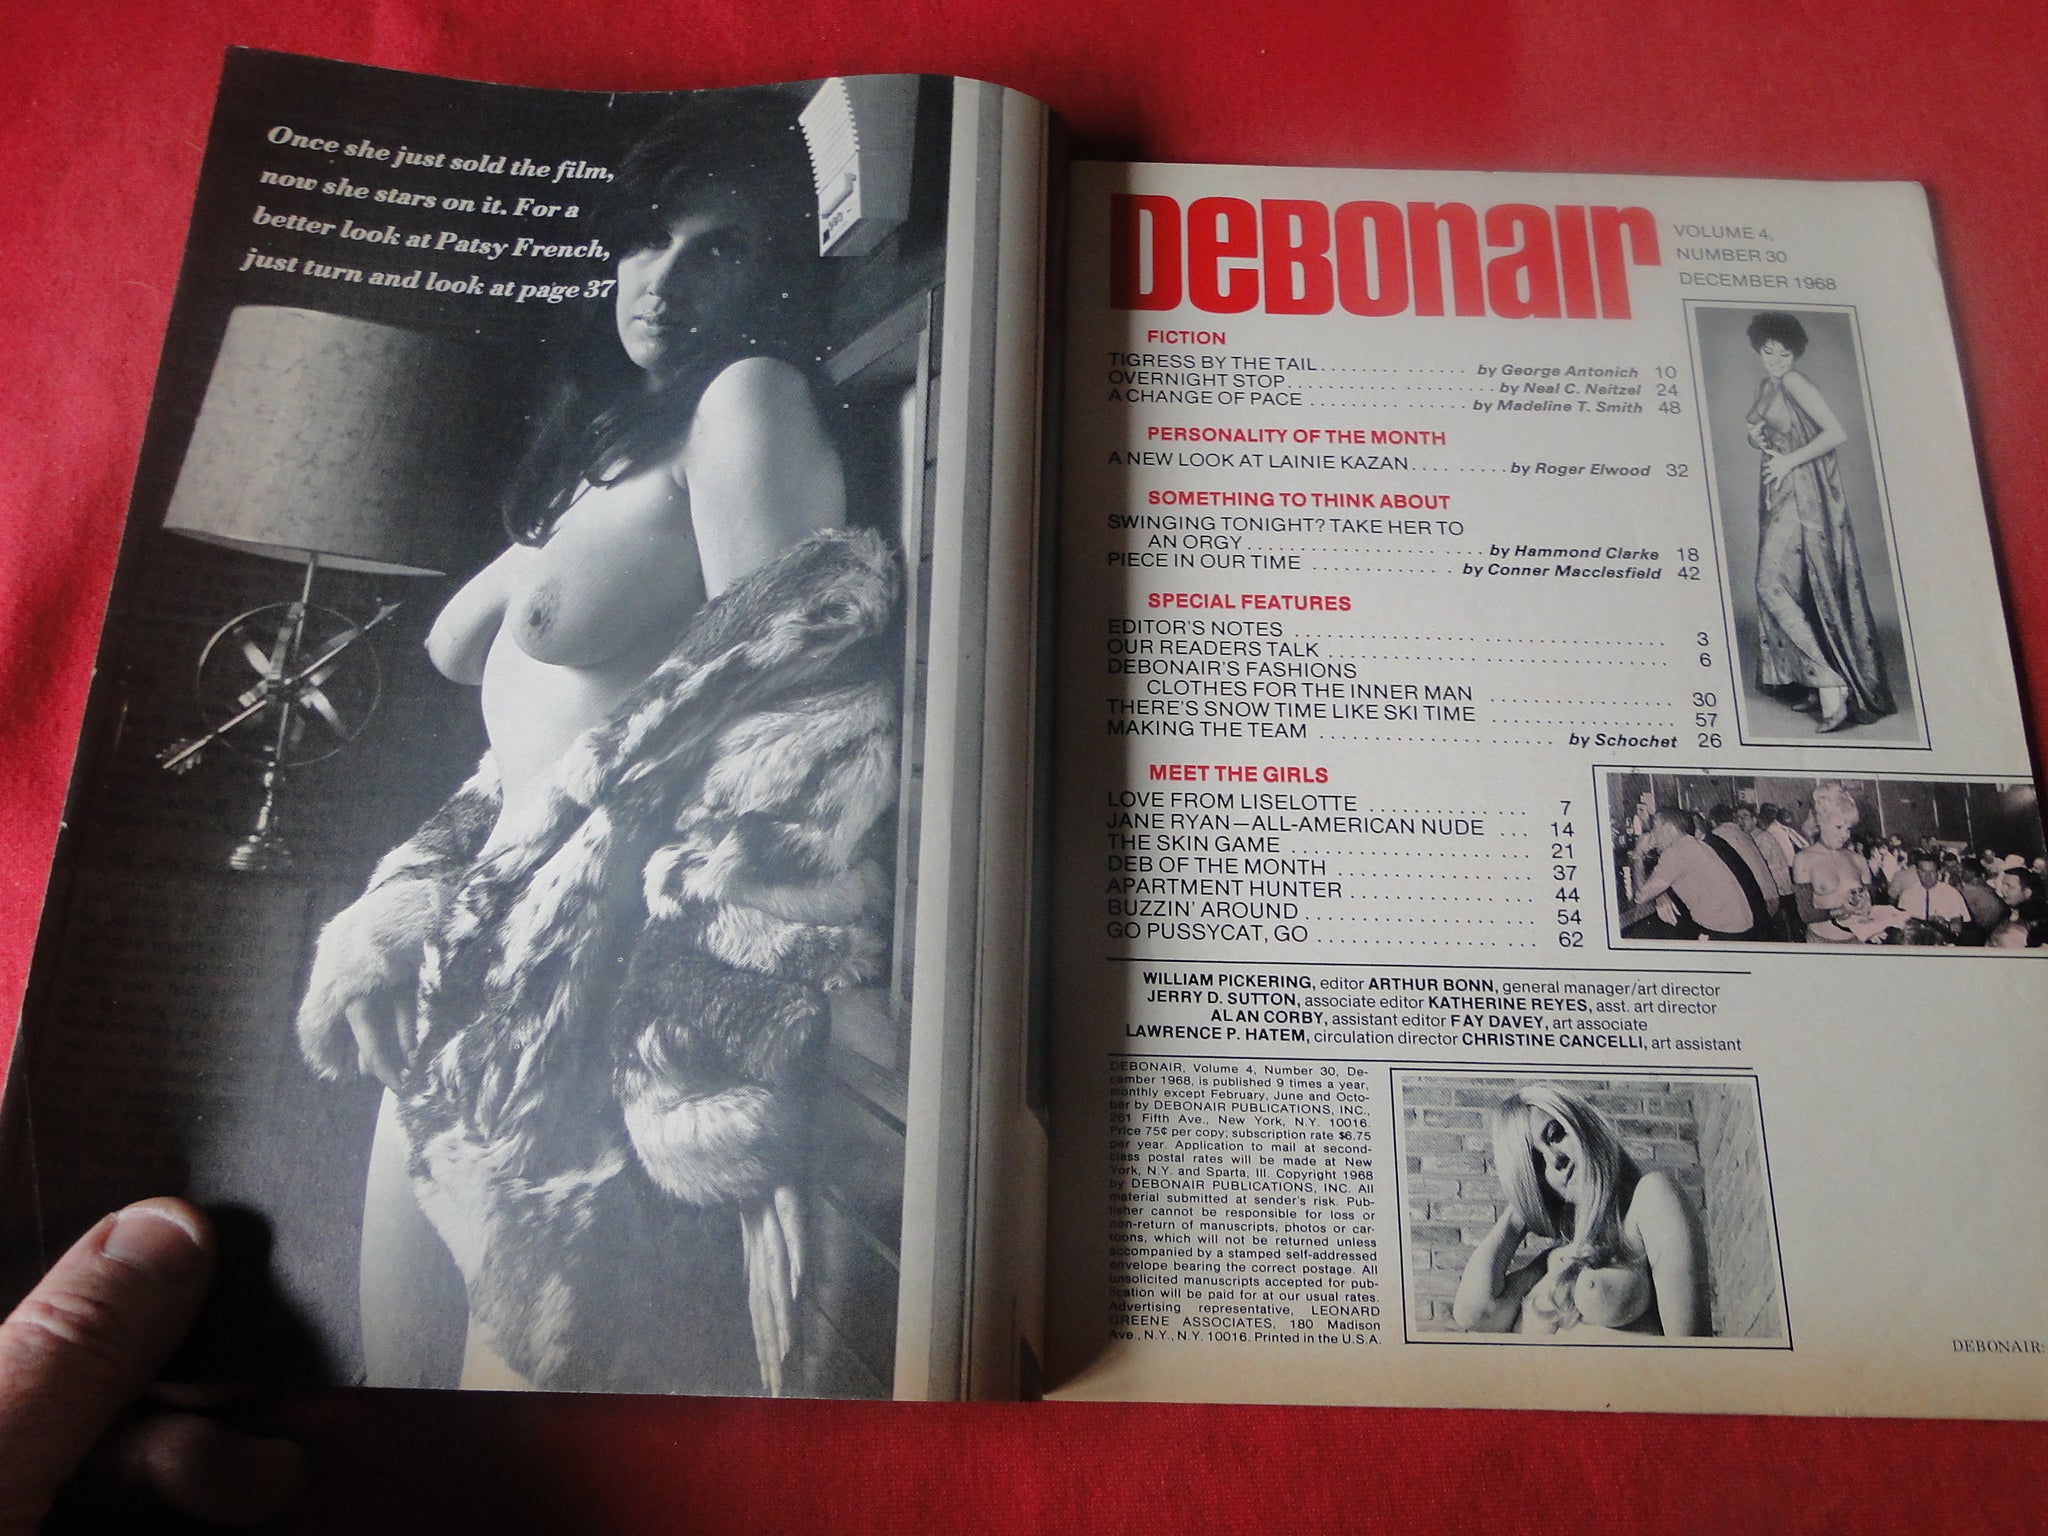 Once she just sold the film,
now she stars on it. For a
better look at Patsy French,
just turn and look at page 37
DEBONAIR
VOLUME 4,
NUMBER 30
DECEMBER 1968
FICTION
TIGRESS BY THE TAIL . . . . . . . . . . . . . . by George Antonich 10
OVERNIGHT STOP . . . . . . . . . . . . . . . . . . by Neal C. Neitzel 24
A CHANGE OF PACE . . . . . . . . . . . . . . by Madeline T. Smith 48
PERSONALITY OF THE MONTH
A NEW LOOK AT LAINIE KAZAN . . . . . . . . . . by Roger Elwood 32
SOMETHING TO THINK ABOUT
SWINGING TONIGHT? TAKE HER TO
AN ORGY . . . . . . . . . . . . . . . . . . . . by Hammond Clarke 18
PIECE IN OUR TIME . . . . . . . . . . . . . by Conner Macclesfield 42
SPECIAL FEATURES
EDITOR'S NOTES . . . . . . . . . . . . . . . . . . . . . . . . . . 3
OUR READERS TALK . . . . . . . . . . . . . . . . . . . . . . . . 6
DEBONAIR'S FASHIONS
CLOTHES FOR THE INNER MAN . . . . . . . . . . . . . . 30
THERE'S SNOW TIME LIKE SKI TIME . . . . . . . . . . . . . . 57
MAKING THE TEAM . . . . . . . . . . . . . . . . . . by Schochet 26
MEET THE GIRLS
LOVE FROM LISELOTTE . . . . . . . . . . . . . 7
JANE RYAN—ALL-AMERICAN NUDE . . . 14
THE SKIN GAME . . . . . . . . . . . . . . . . . . 21
DEB OF THE MONTH . . . . . . . . . . . . . . . 37
APARTMENT HUNTER . . . . . . . . . . . . . . 44
BUZZIN' AROUND . . . . . . . . . . . . . . . . . 54
GO PUSSYCAT, GO . . . . . . . . . . . . . . . . 62
WILLIAM PICKERING, editor ARTHUR BONN, general manager/art director
JERRY D. SUTTON, associate editor KATHERINE REYES, asst. art director
ALAN CORBY, assistant editor FAY DAVEY, art associate
LAWRENCE P. HATEM, circulation director CHRISTINE CANCELLI, art assistant
DEBONAIR, Volume 4, Number 30, De-
cember 1968, is published 9 times a year,
monthly except February, June and Octo-
ber by DEBONAIR PUBLICATIONS, INC.,
261 Fifth Ave., New York, N.Y. 10016.
Price 75¢ per copy; subscription rate $6.75
per year. Application to mail at second-
class postal rates will be made at New
York, N.Y. and Sparta, Ill. Copyright 1968
by DEBONAIR PUBLICATIONS, INC. All
material submitted at sender's risk. Pub-
lisher cannot be responsible for loss or
non-return of manuscripts, photos or car-
toons, which will not be returned unless
accompanied by a stamped self-addressed
envelope bearing the correct postage. All
unsolicited manuscripts accepted for pub-
lication will be paid for at our usual rates.
Advertising representative, LEONARD
GREENE ASSOCIATES, 180 Madison
Ave., N.Y., N.Y. 10016. Printed in the U.S.A.
DEBONAIR: